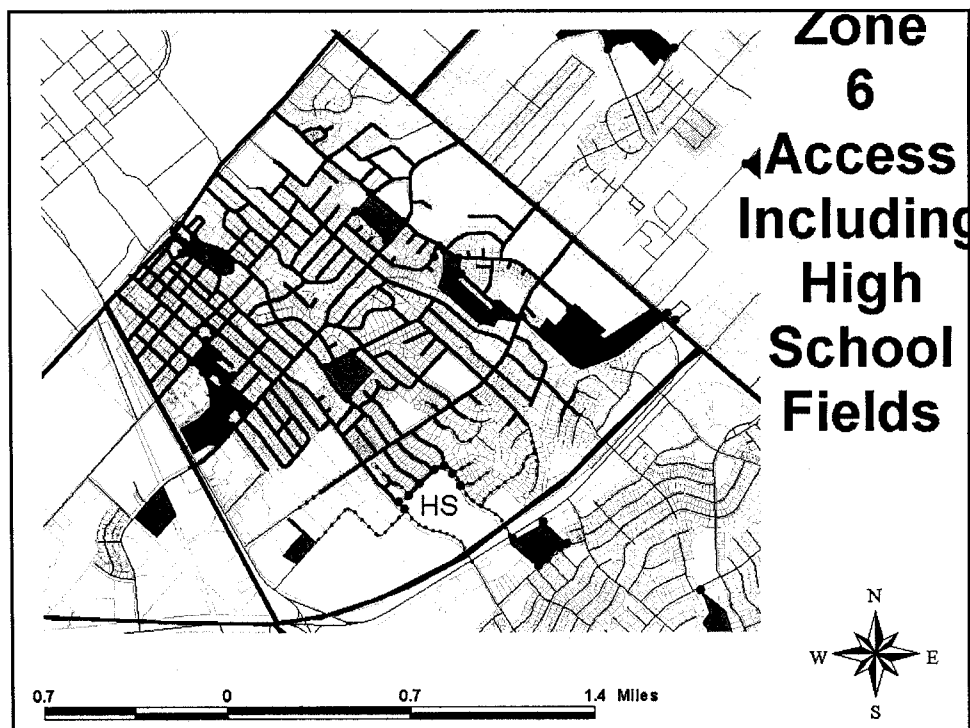 Zone
6
Access
Including
High
School
Fields
HS
N
W E
S
0.7 0 0.7 1.4 Miles